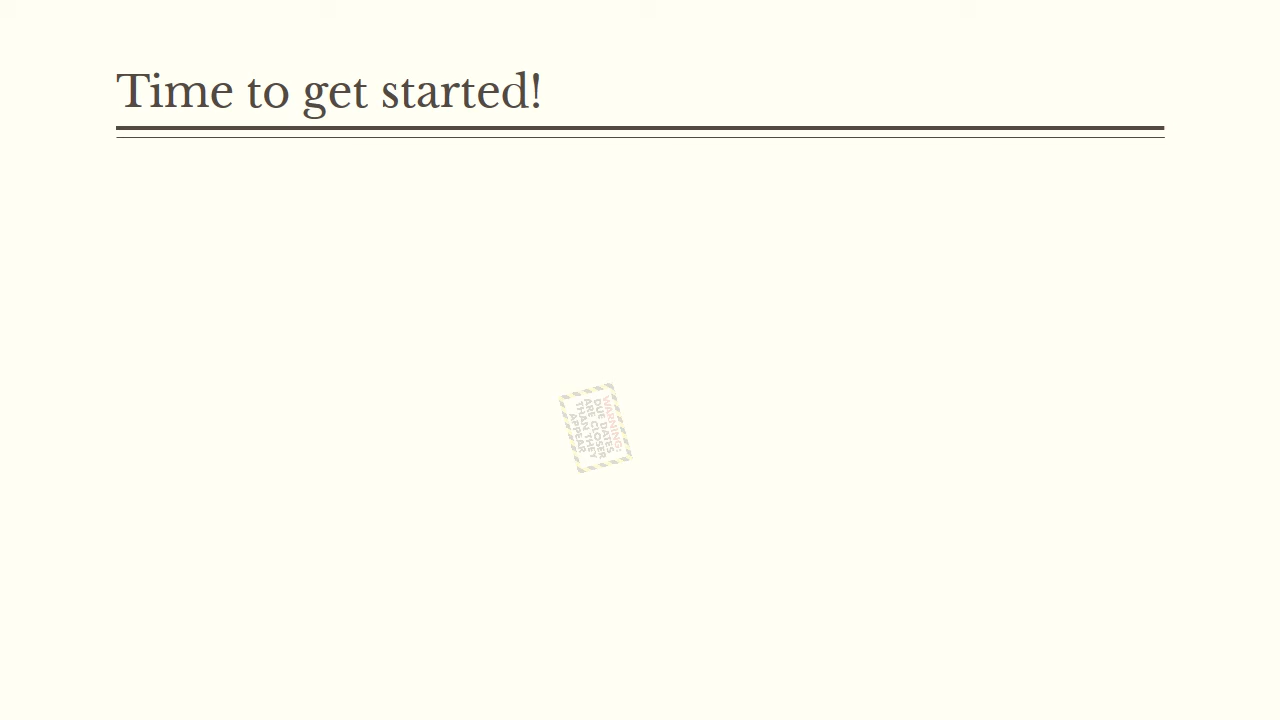 Time to get started!
WARNING!
DUE DATES
ARE CLOSER
THAN THEY
APPEAR